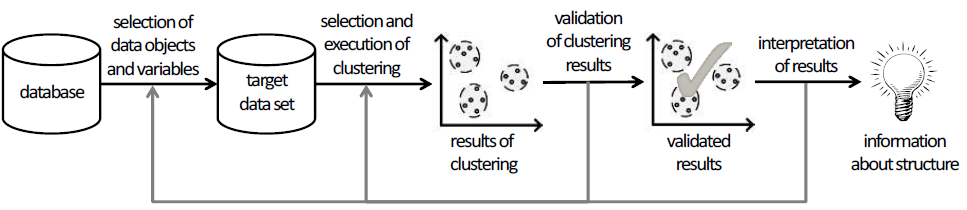 selection of
data objects
and variables
selection and
execution of
clustering
validation
of clustering
results
interpretation
of results
database
target
data set
results of
clustering
validated
results
information
about structure